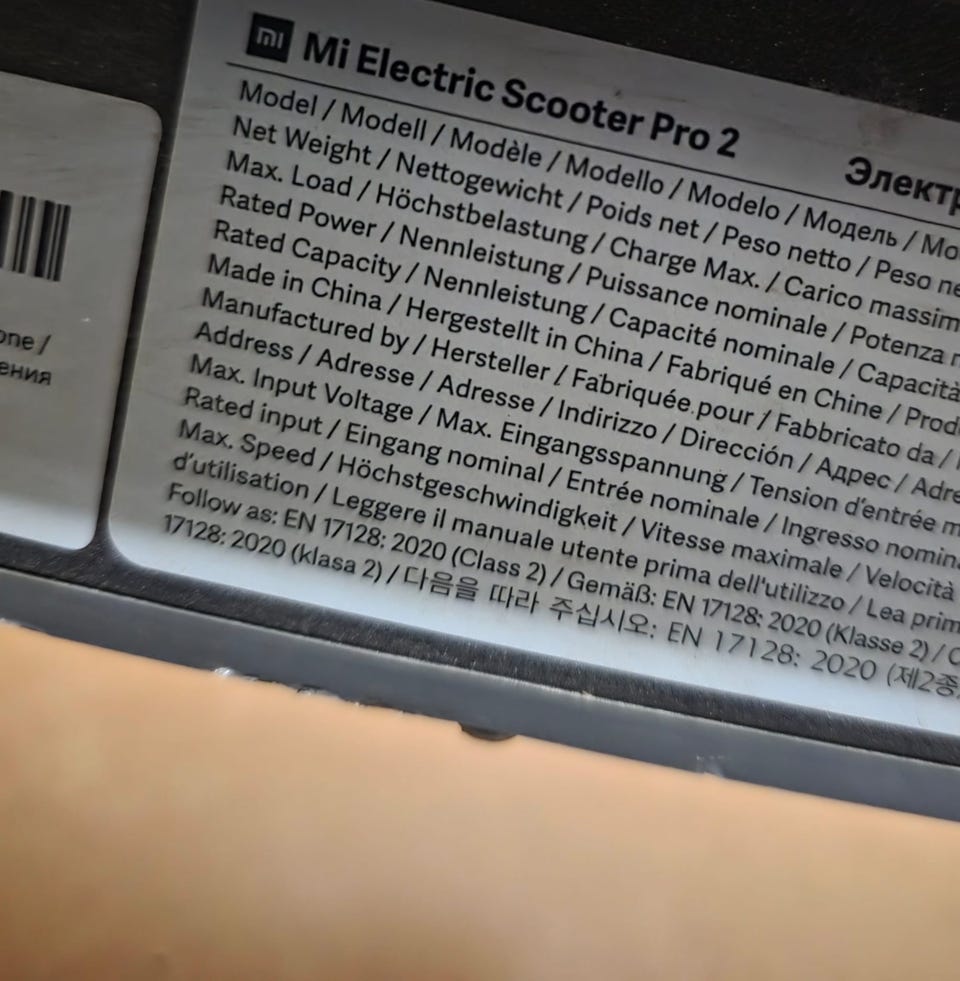 mi Mi Electric Scooter Pro 2 Электр
Model / Modell / Modèle / Modello / Modelo / Модель / Mo
Net Weight / Nettogewicht / Poids net / Peso netto / Peso ne
Max. Load / Höchstbelastung / Charge Max. / Carico massim
Rated Power / Nennleistung / Puissance nominale / Potenza n
Rated Capacity / Nennleistung / Capacité nominale / Capacità
Made in China / Hergestellt in China / Fabriqué en Chine / Prod
Manufactured by / Hersteller / Fabriquée pour / Fabbricato da /
Address / Adresse / Adresse / Indirizzo / Dirección / Адрес / Adre
Max. Input Voltage / Max. Eingangsspannung / Tension d'entrée m
Rated input / Eingang nominal / Entrée nominale / Ingresso nomina
Max. Speed / Höchstgeschwindigkeit / Vitesse maximale / Velocità
d'utilisation / Leggere il manuale utente prima dell'utilizzo / Lea prim
Follow as: EN 17128: 2020 (Class 2) / Gemäß: EN 17128: 2020 (Klasse 2) / C
17128: 2020 (klasa 2) / 다음을 따라 주십시오: EN 17128: 2020 (제2종
one /
ения